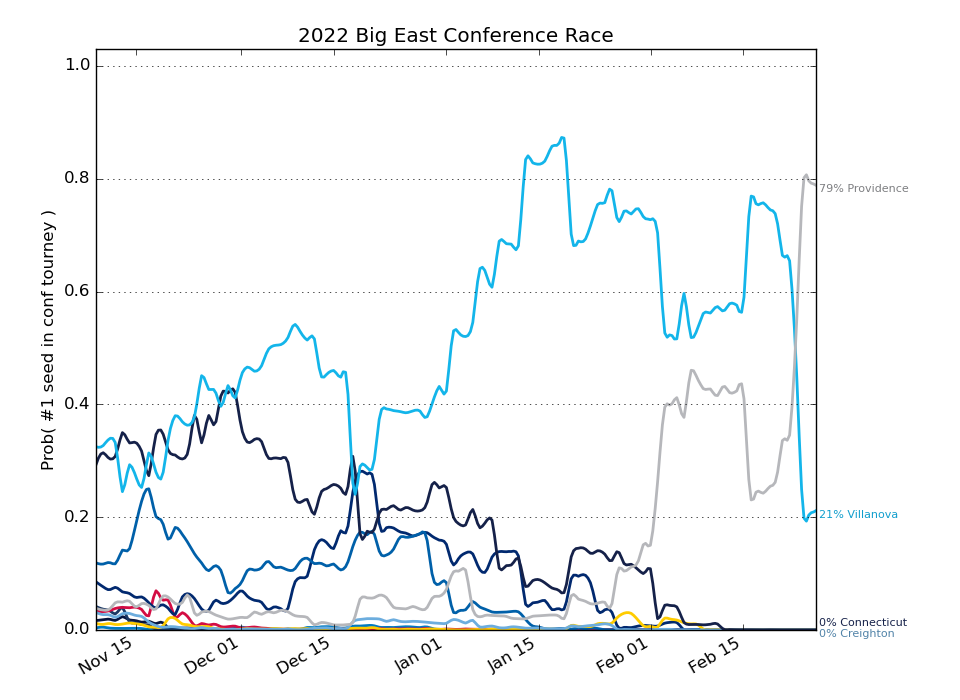 2022 Big East Conference Race
Prob( #1 seed in conf tourney )
1.0
0.8
0.6
0.4
0.2
0.0
79% Providence
21% Villanova
0% Connecticut
0% Creighton
Nov 15
Dec 01
Dec 15
Jan 01
Jan 15
Feb 01
Feb 15